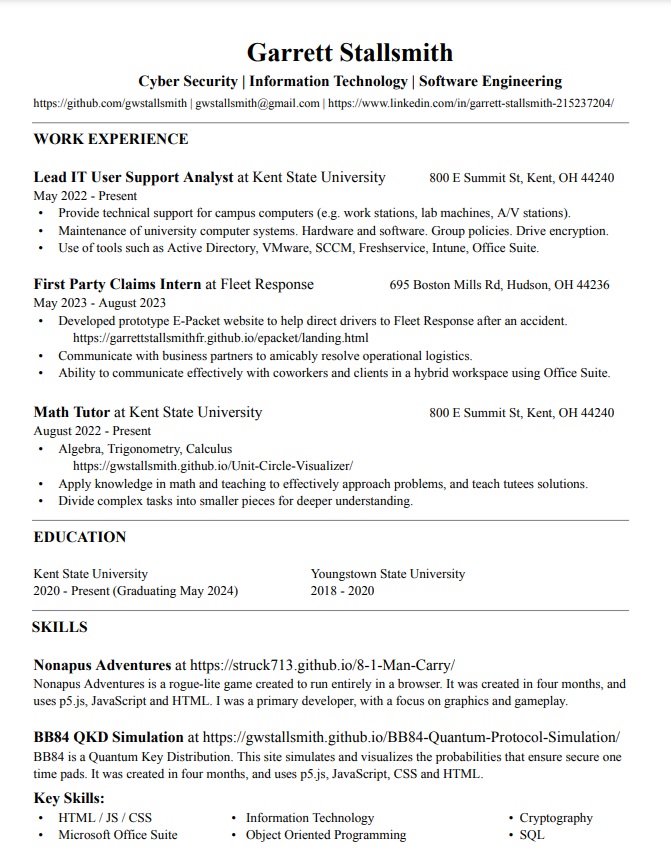 Garrett Stallsmith
Cyber Security | Information Technology | Software Engineering
https://github.com/gwstallsmith | gwstallsmith@gmail.com | https://www.linkedin.com/in/garrett-stallsmith-215237204/
WORK EXPERIENCE
Lead IT User Support Analyst at Kent State University 800 E Summit St, Kent, OH 44240
May 2022 - Present
• Provide technical support for campus computers (e.g. work stations, lab machines, A/V stations).
• Maintenance of university computer systems. Hardware and software. Group policies. Drive encryption.
• Use of tools such as Active Directory, VMware, SCCM, Freshservice, Intune, Office Suite.
First Party Claims Intern at Fleet Response 695 Boston Mills Rd, Hudson, OH 44236
May 2023 - August 2023
• Developed prototype E-Packet website to help direct drivers to Fleet Response after an accident.
https://garrettstallsmithfr.github.io/epacket/landing.html
• Communicate with business partners to amicably resolve operational logistics.
• Ability to communicate effectively with coworkers and clients in a hybrid workspace using Office Suite.
Math Tutor at Kent State University 800 E Summit St, Kent, OH 44240
August 2022 - Present
• Algebra, Trigonometry, Calculus
https://gwstallsmith.github.io/Unit-Circle-Visualizer/
• Apply knowledge in math and teaching to effectively approach problems, and teach tutees solutions.
• Divide complex tasks into smaller pieces for deeper understanding.
EDUCATION
Kent State University Youngstown State University
2020 - Present (Graduating May 2024) 2018 - 2020
SKILLS
Nonapus Adventures at https://struck713.github.io/8-1-Man-Carry/
Nonapus Adventures is a rogue-lite game created to run entirely in a browser. It was created in four months, and
uses p5.js, JavaScript and HTML. I was a primary developer, with a focus on graphics and gameplay.
BB84 QKD Simulation at https://gwstallsmith.github.io/BB84-Quantum-Protocol-Simulation/
BB84 is a Quantum Key Distribution. This site simulates and visualizes the probabilities that ensure secure one
time pads. It was created in four months, and uses p5.js, JavaScript, CSS and HTML.
Key Skills:
• HTML / JS / CSS • Information Technology • Cryptography
• Microsoft Office Suite • Object Oriented Programming • SQL